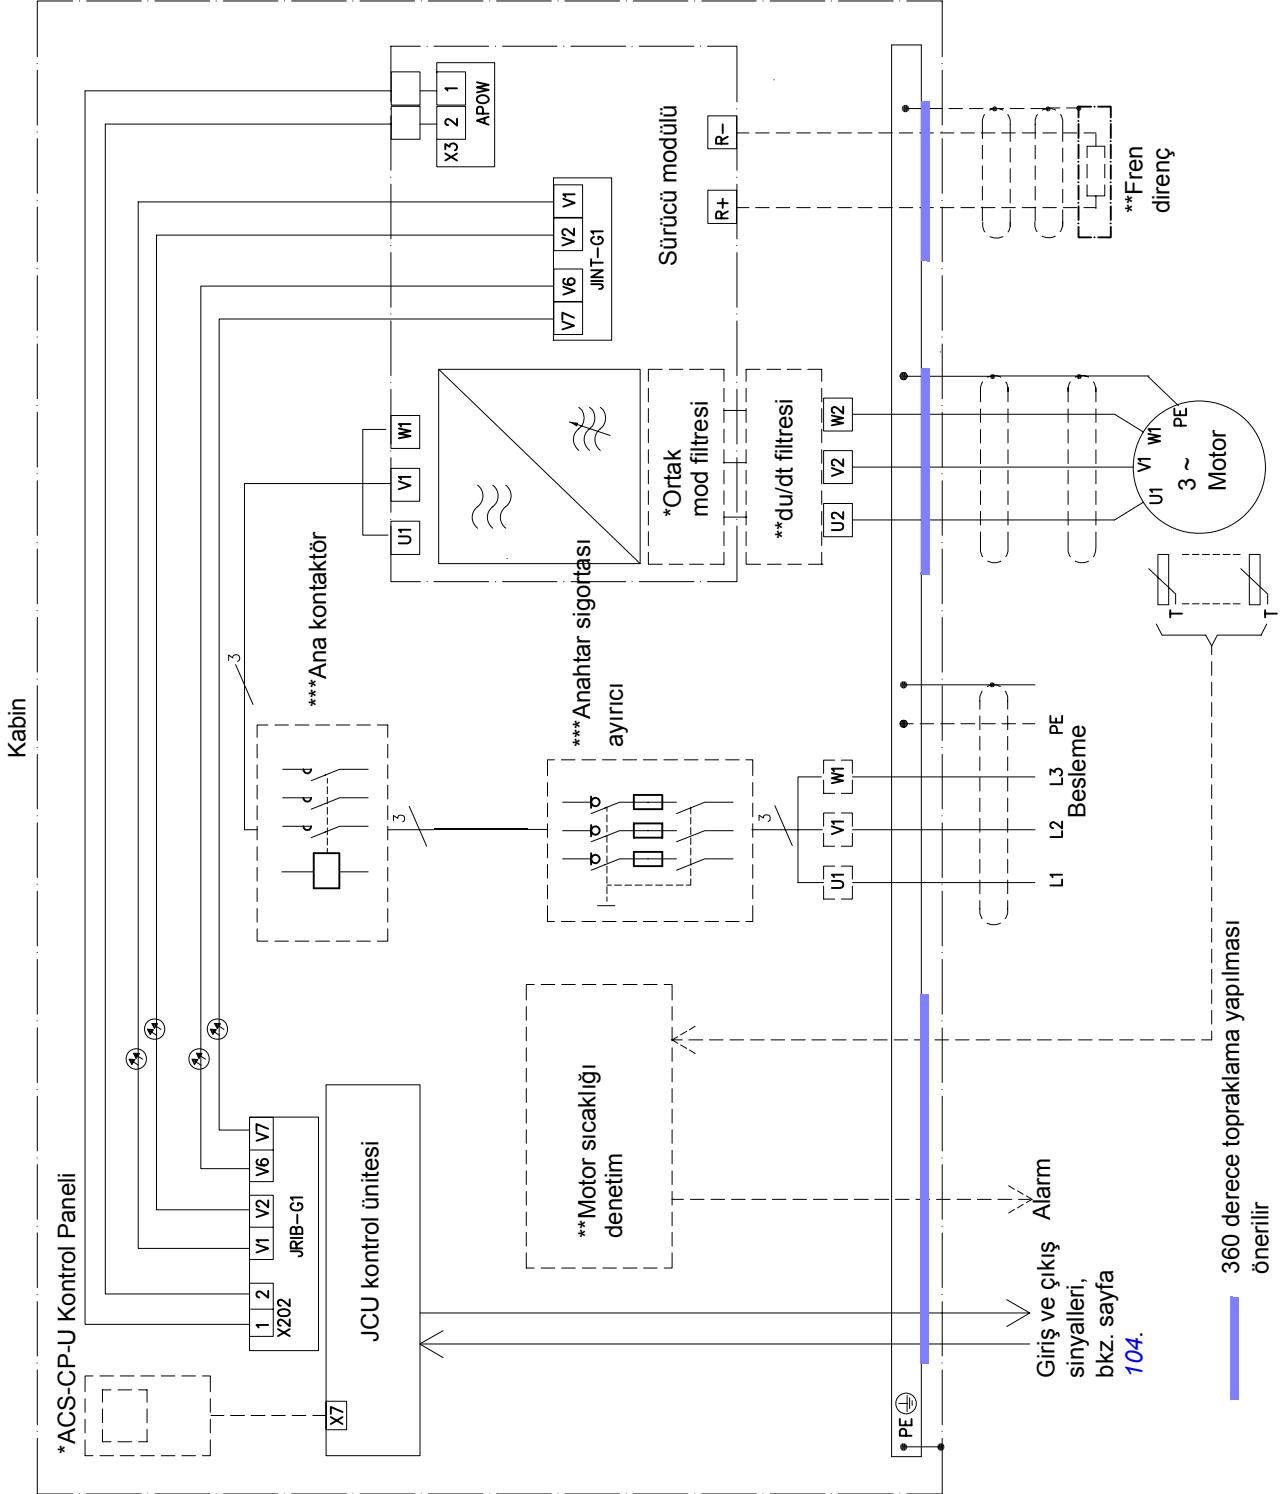 Kabin
*ACS-CP-U Kontrol Paneli
X7
JCU kontrol ünitesi
1
2
X202
V1
V2
V6
V7
JRIB-G1
3
***Ana kontaktör
3
***Anahtar sigortası
ayırıcı
3
U1
V1
W1
L1
L2
L3
PE
Besleme
**Motor sıcaklığı
denetim
Alarm
Giriş ve çıkış
sinyalleri,
bkz. sayfa
104.
PE
360 derece topraklama yapılması
önerilir
U1
V1
W1
*Ortak
mod filtresi
**du/dt filtresi
U2
V2
W2
V7
V6
V2
V1
JINT-G1
X3
2
1
APOW
Sürücü modülü
R+
R-
**Fren
direnç
U1
V1
W1
PE
3 ~
Motor
T
T